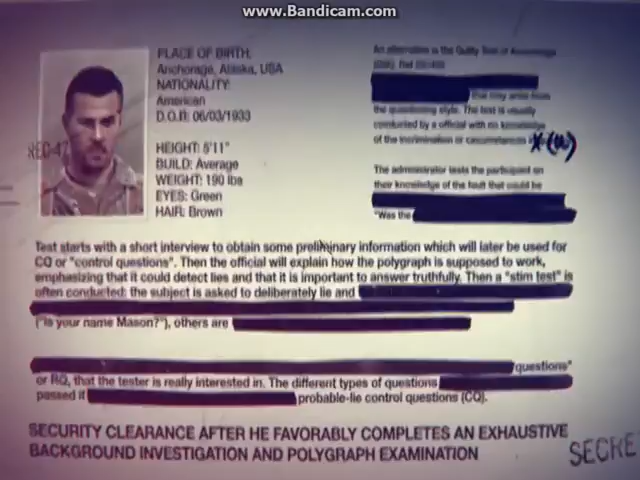 www.Bandicam.com
PLACE OF BIRTH:
Anchorage, Alaska, USA
NATIONALITY:
American
D.O.B: 06/03/1933
HEIGHT: 5'11"
BUILD: Average
WEIGHT: 190 lbs
EYES: Green
HAIR: Brown
An alternative is the Guilty Test of
that may arise from
the questioning style. The test is usually
conducted by a official with no knowledge
of the incrimination or circumstances
The administrator tests the participant on
their knowledge of the fault that could be
"Was the
Test starts with a short interview to obtain some preliminary information which will later be used for
CQ or "control questions". Then the official will explain how the polygraph is supposed to work,
emphasizing that it could detect lies and that it is important to answer truthfully. Then a "stim test" is
often conducted: the subject is asked to deliberately lie and
("Is your name Mason?"), others are
questions"
or RQ, that the tester is really interested in. The different types of questions
passed if
probable-lie control questions (CQ).
SECURITY CLEARANCE AFTER HE FAVORABLY COMPLETES AN EXHAUSTIVE
BACKGROUND INVESTIGATION AND POLYGRAPH EXAMINATION
SECRE